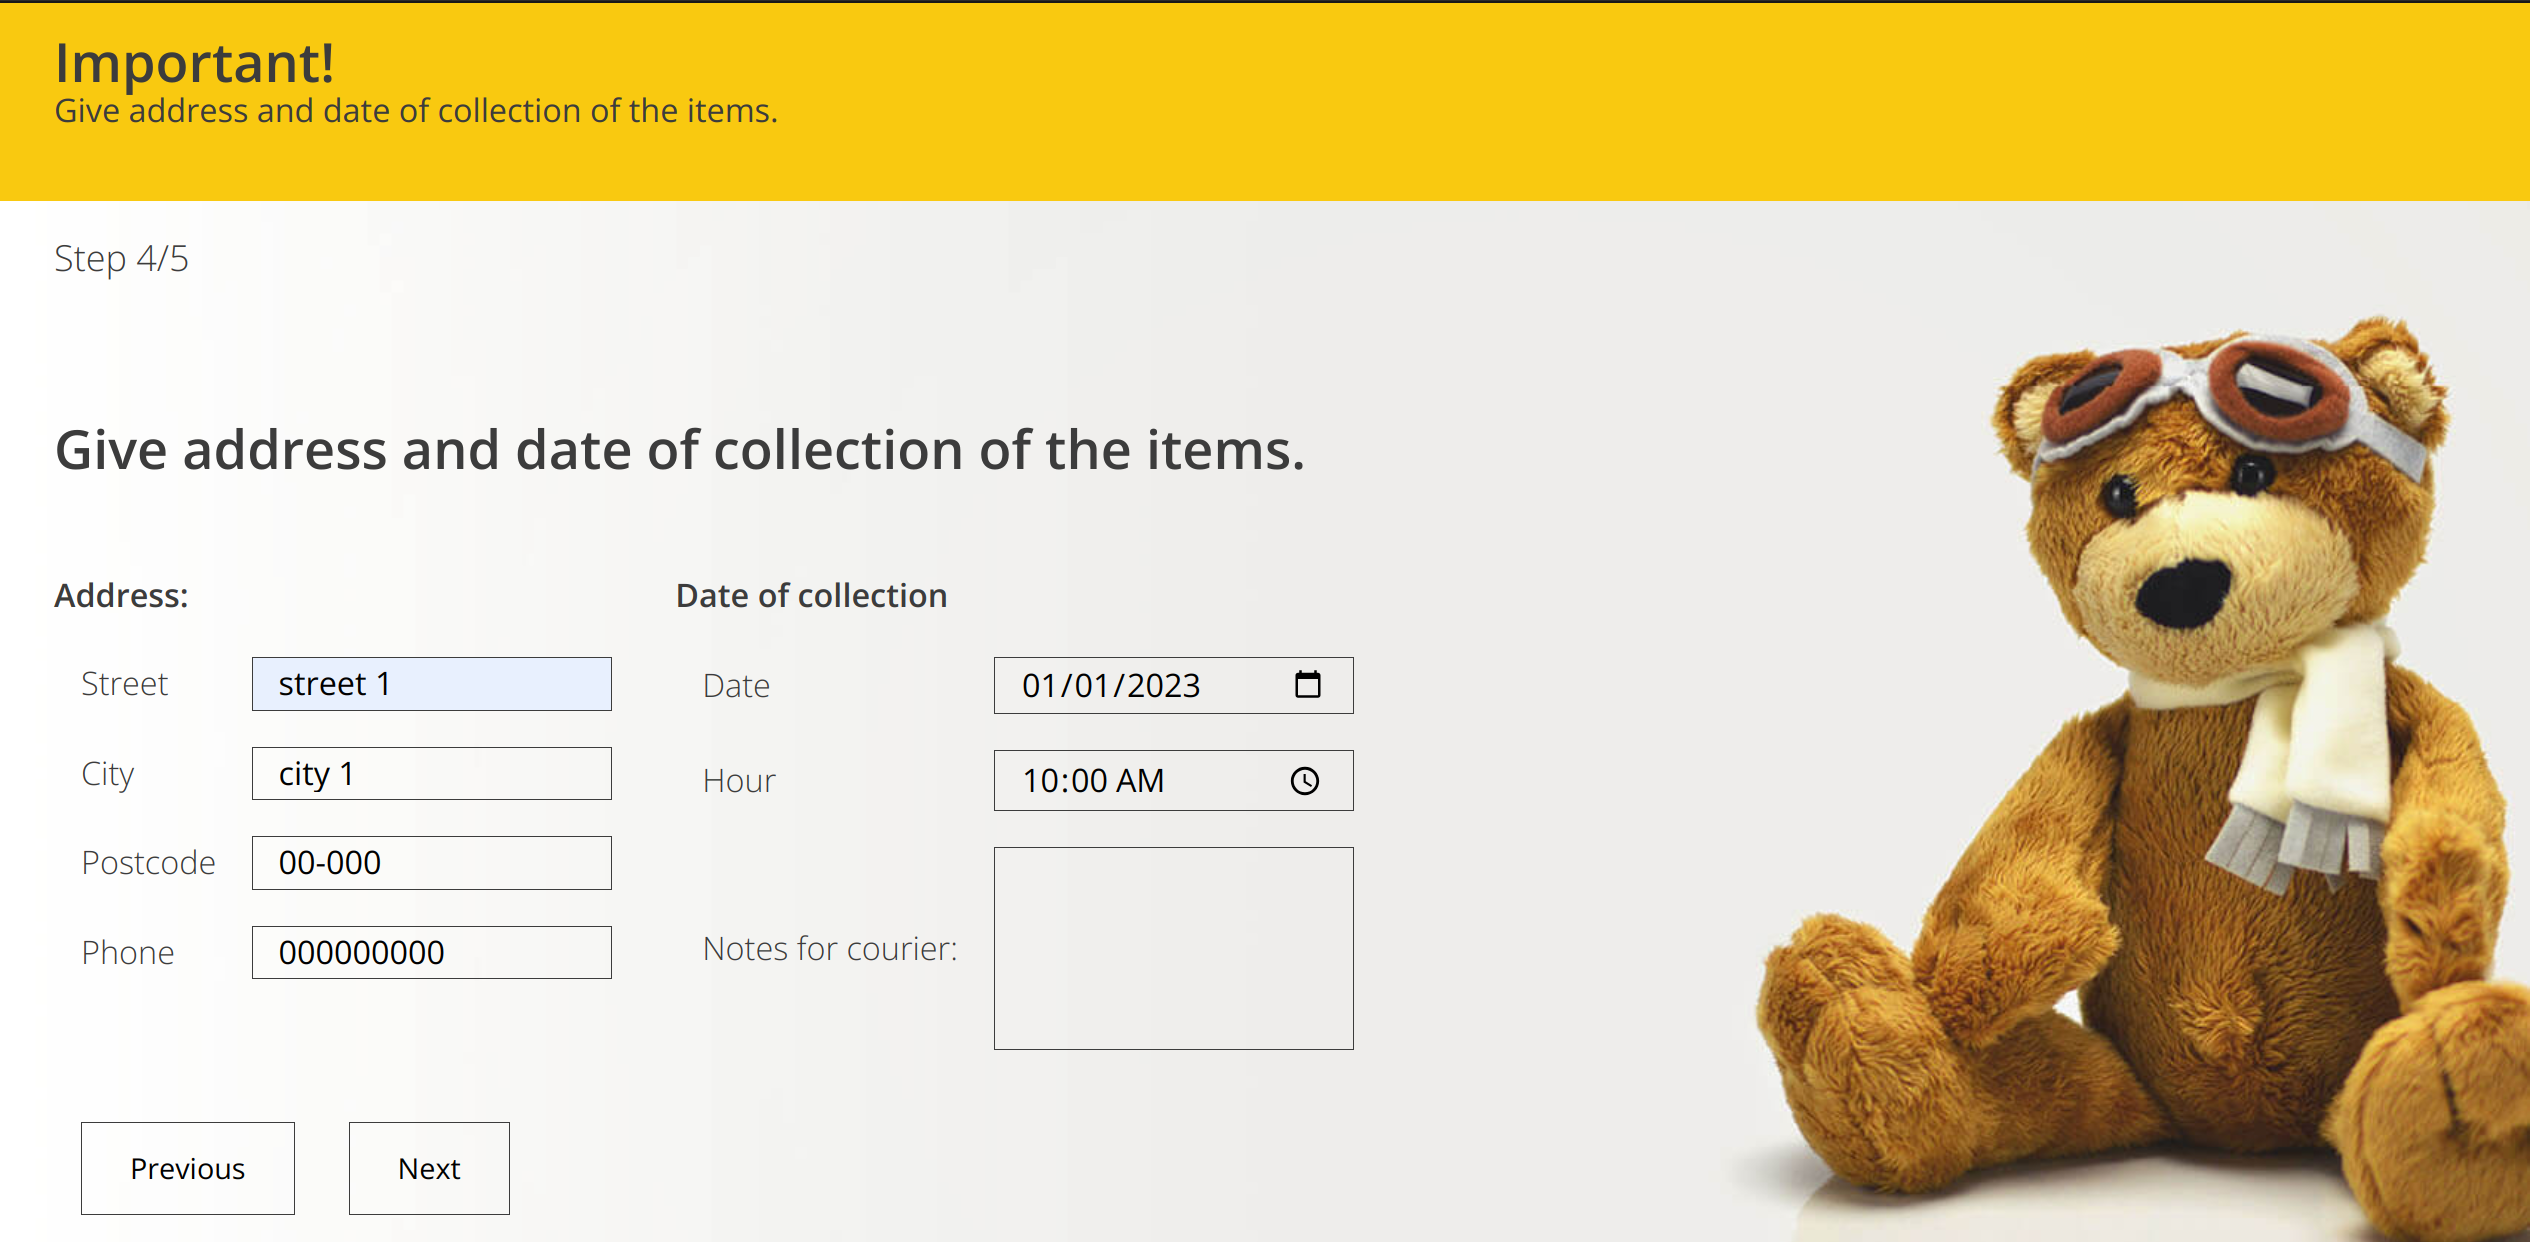 Important!
Give address and date of collection of the items.
Step 4/5
Give address and date of collection of the items.
Address:
Street street 1
City city 1
Postcode 00-000
Phone 000000000
Date of collection
Date 01/01/2023
Hour 10:00 AM
Notes for courier:
Previous Next